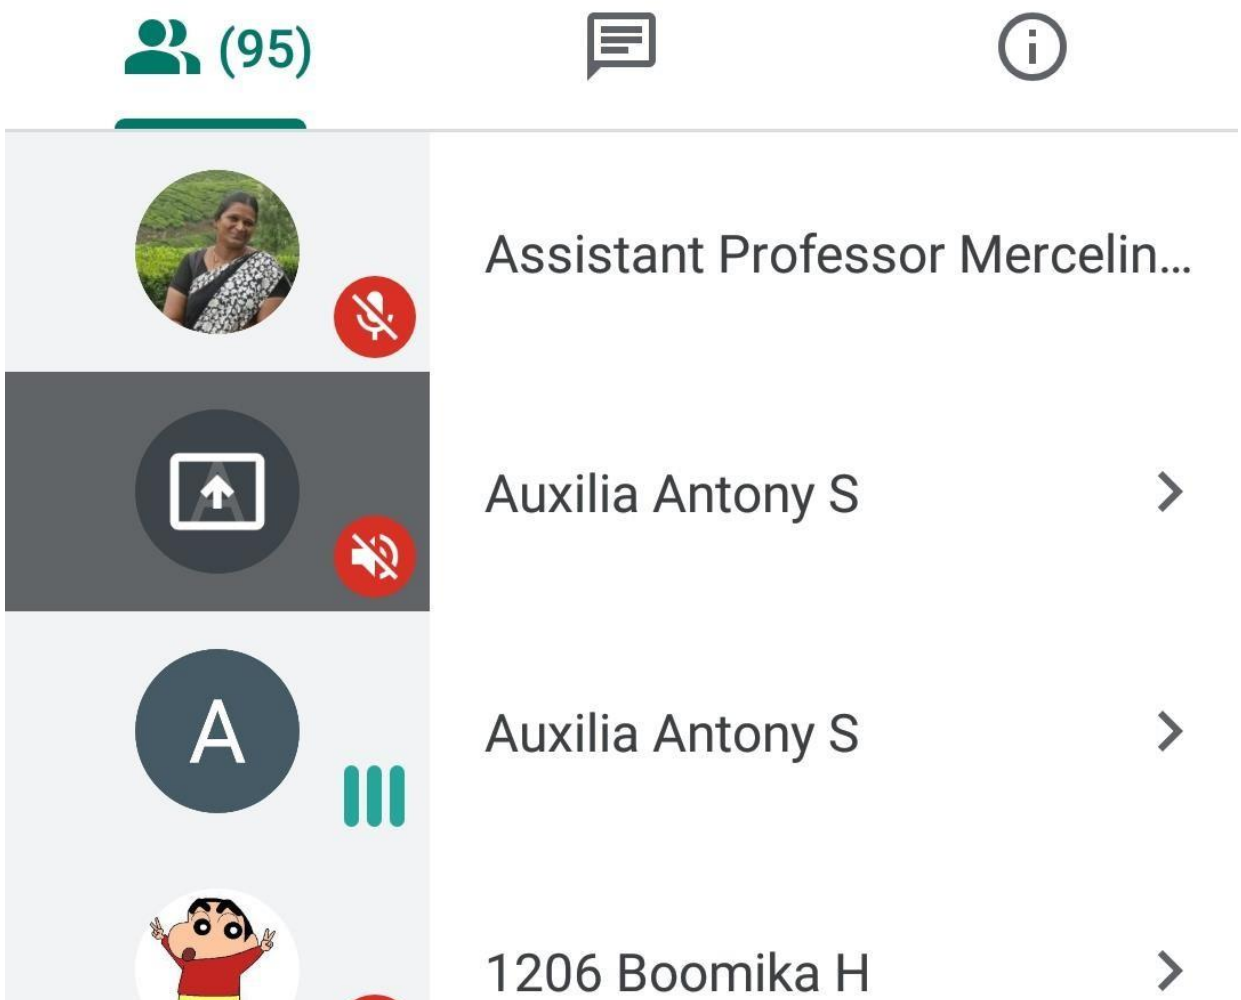 (95)
Assistant Professor Mercelin...
Auxilia Antony S
A
Auxilia Antony S
1206 Boomika H